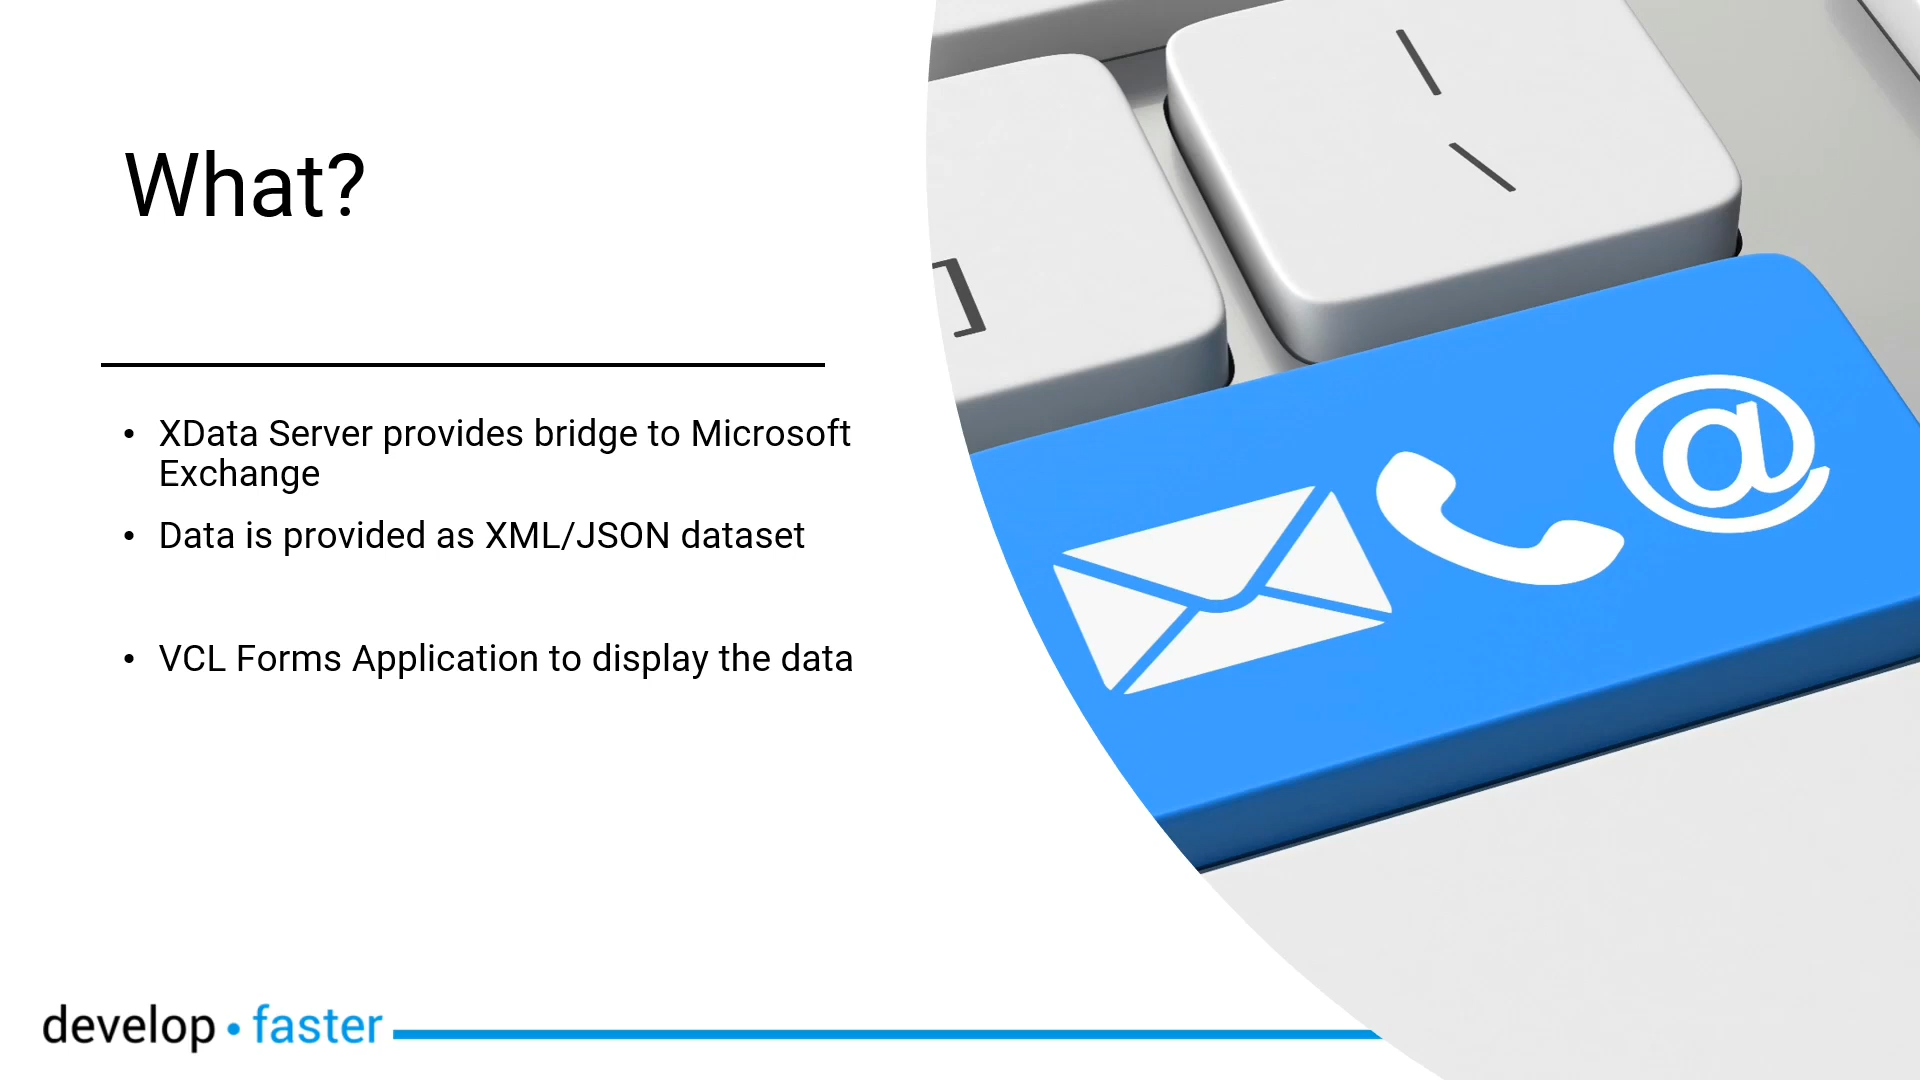 What?
• XData Server provides bridge to Microsoft
Exchange
• Data is provided as XML/JSON dataset
• VCL Forms Application to display the data
]
\
@
develop • faster